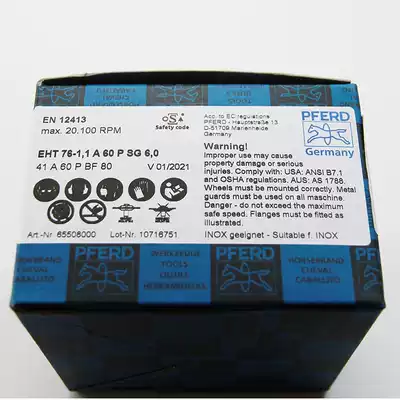 EN 12413
max. 20.100 RPM
oSa
Safety code
Acc. to EC regulations
PFERD - Hauptstraße 13
D-51709 Marienheide
Germany
PFERD
Germany
EHT 76-1,1 A 60 P SG 6,0
41 A 60 P BF 80
V 01/2021
Warning!
Improper use may cause
property damage or serious
injuries. Comply with: USA: ANSI B7.1
and OSHA regulations. AUS: AS 1788.
Wheels must be mounted correctly. Metal
guards must be used on all maschine.
Danger - do not exceed the maximum
safe speed. Flanges must be fitted as
illustrated.
Art.-Nr 65508000
Lot-Nr. 10716751
INOX geeignet - Suitable f. INOX
PFERD
WERKZEUGE
TOOLS
OUTILS
HERRAMIENTAS
PFERD
HORSEBRAND
CHEVAL
CABALLITO